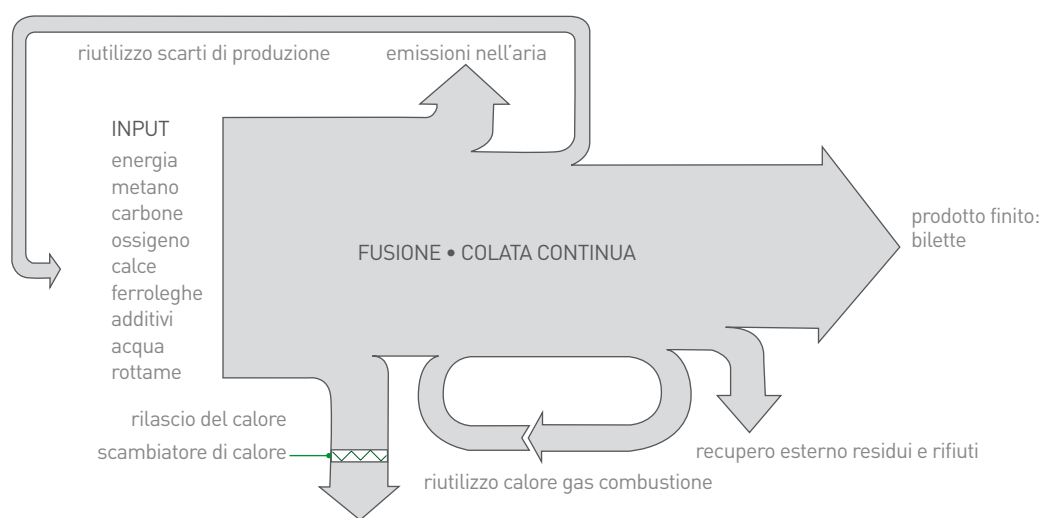 riutilizzo scarti di produzione
emissioni nell'aria
INPUT
energia
metano
carbone
ossigeno
calce
ferroleghe
additivi
acqua
rottame
FUSIONE • COLATA CONTINUA
prodotto finito:
bilette
rilascio del calore
scambiatore di calore
riutilizzo calore gas combustione
recupero esterno residui e rifiuti